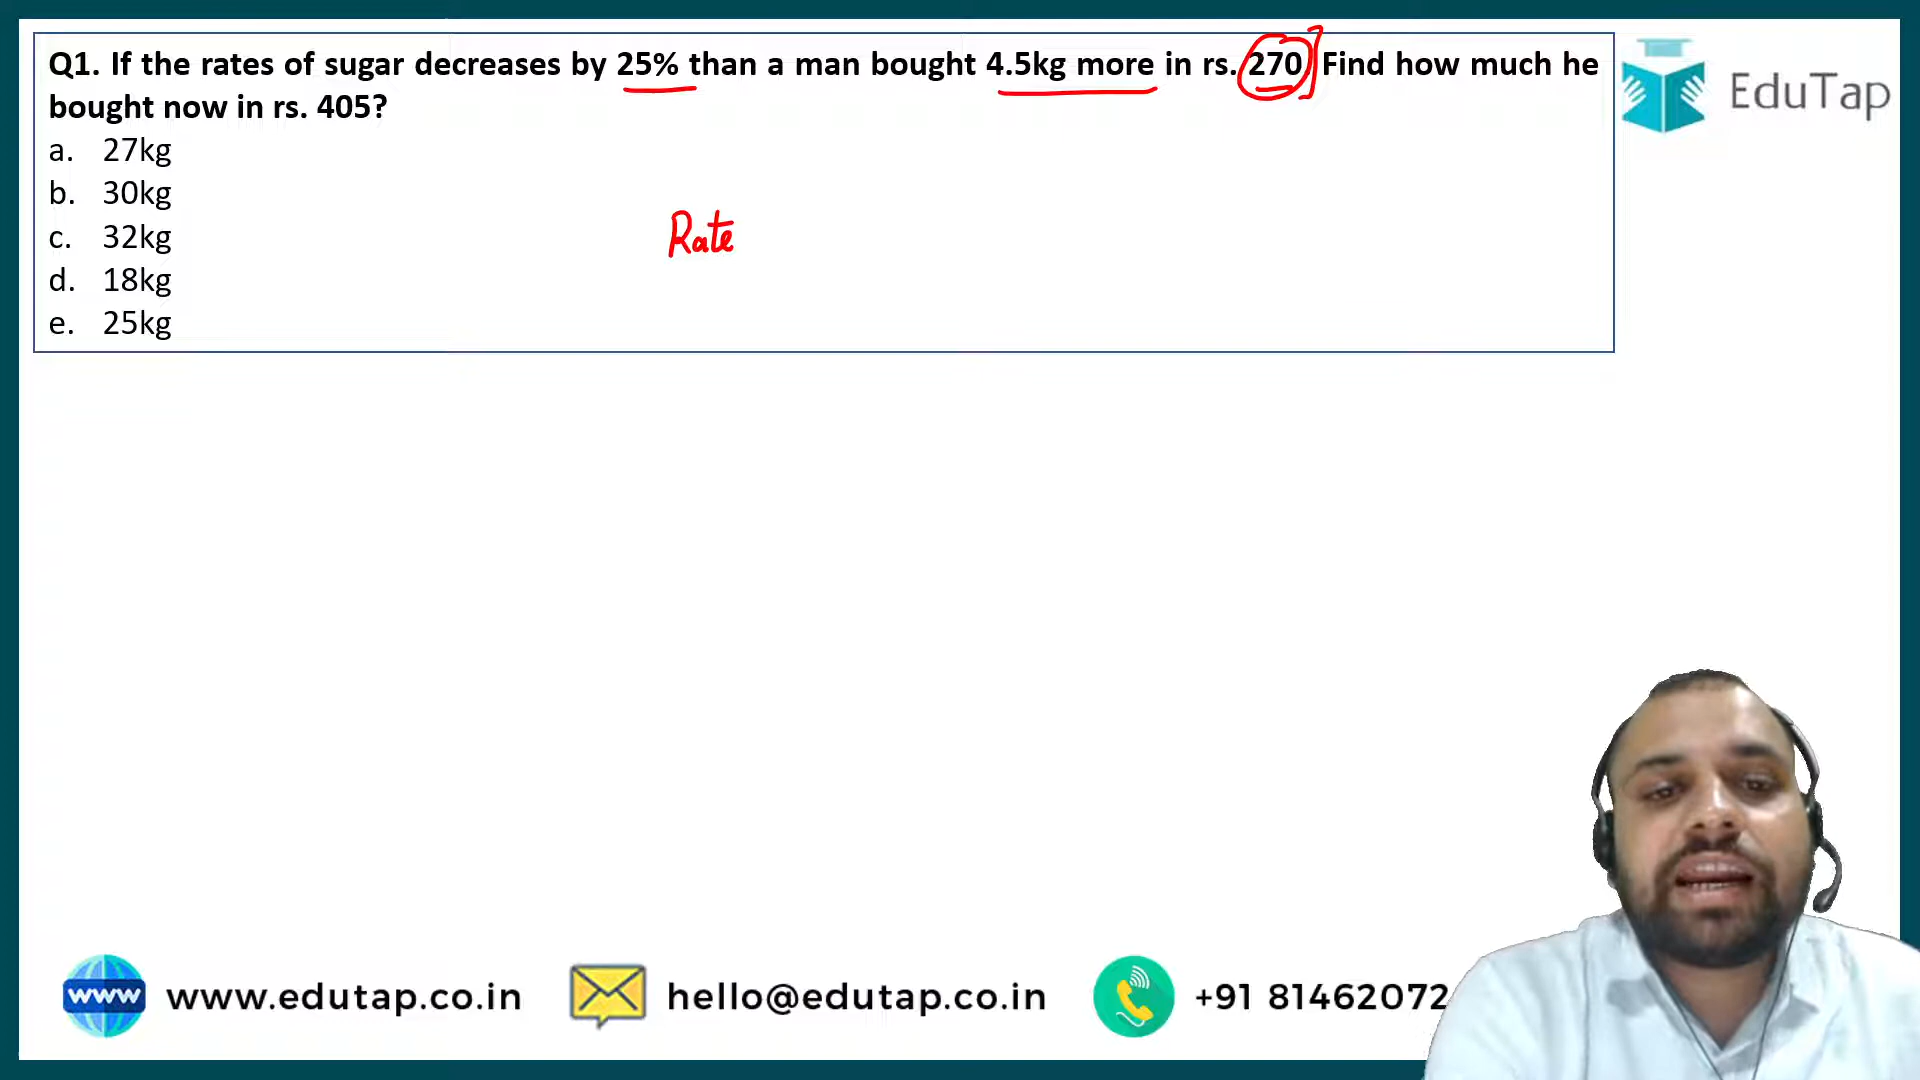 Q1. If the rates of sugar decreases by 25% than a man bought 4.5kg more in rs. 270] Find how much he
bought now in rs. 405?
a. 27kg
b. 30kg
c. 32kg
d. 18kg
e. 25kg
Rate
EduTap
www www.edutap.co.in hello@edutap.co.in +91 81462072